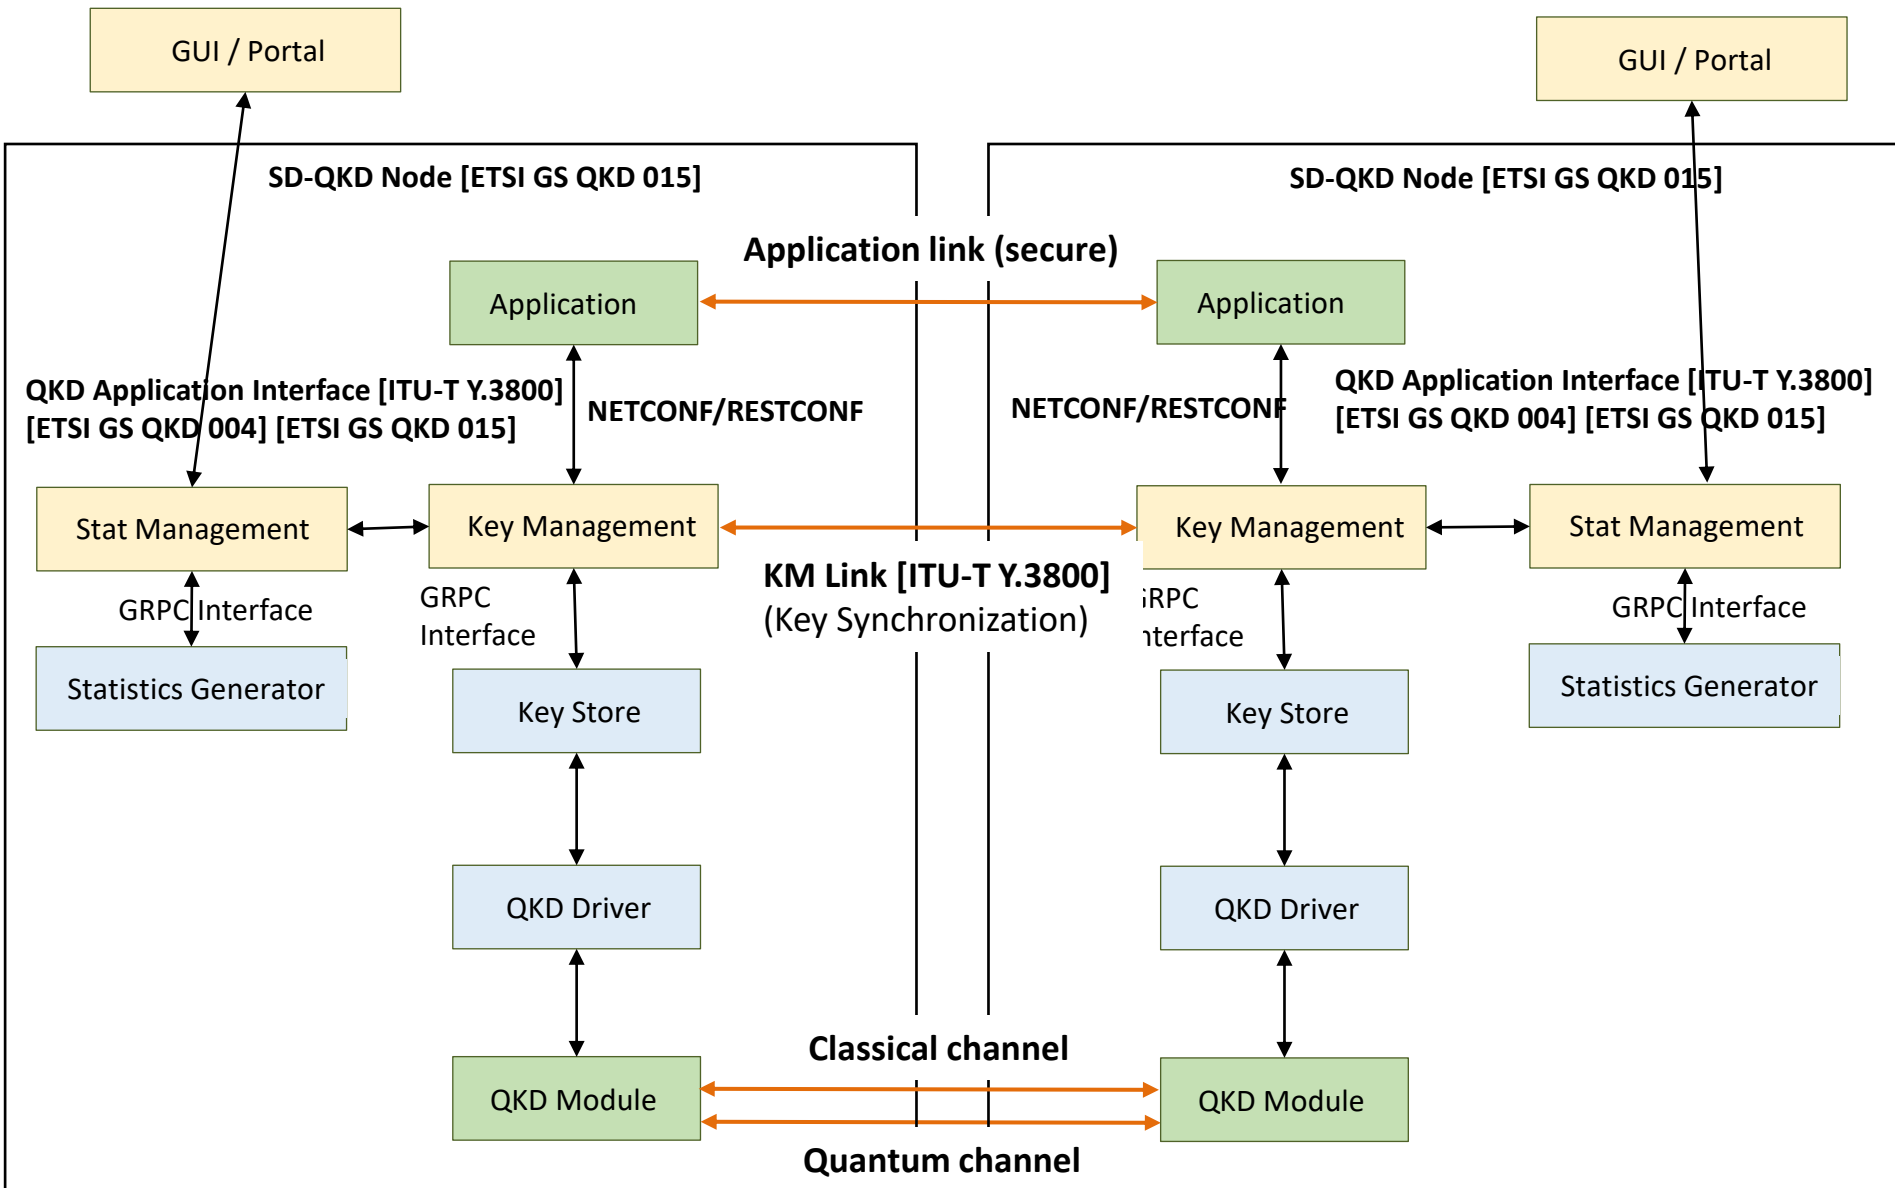 GUI / Portal
GUI / Portal
SD-QKD Node [ETSI GS QKD 015]
SD-QKD Node [ETSI GS QKD 015]
Application link (secure)
Application
Application
QKD Application Interface [ITU-T Y.3800]
[ETSI GS QKD 004] [ETSI GS QKD 015]
NETCONF/RESTCONF
NETCONF/RESTCONF
QKD Application Interface [ITU-T Y.3800]
[ETSI GS QKD 004] [ETSI GS QKD 015]
Stat Management
Key Management
Key Management
Stat Management
KM Link [ITU-T Y.3800]
(Key Synchronization)
GRPC Interface
GRPC
Interface
GRPC
Interface
GRPC Interface
Statistics Generator
Key Store
Key Store
Statistics Generator
QKD Driver
QKD Driver
Classical channel
QKD Module
QKD Module
Quantum channel